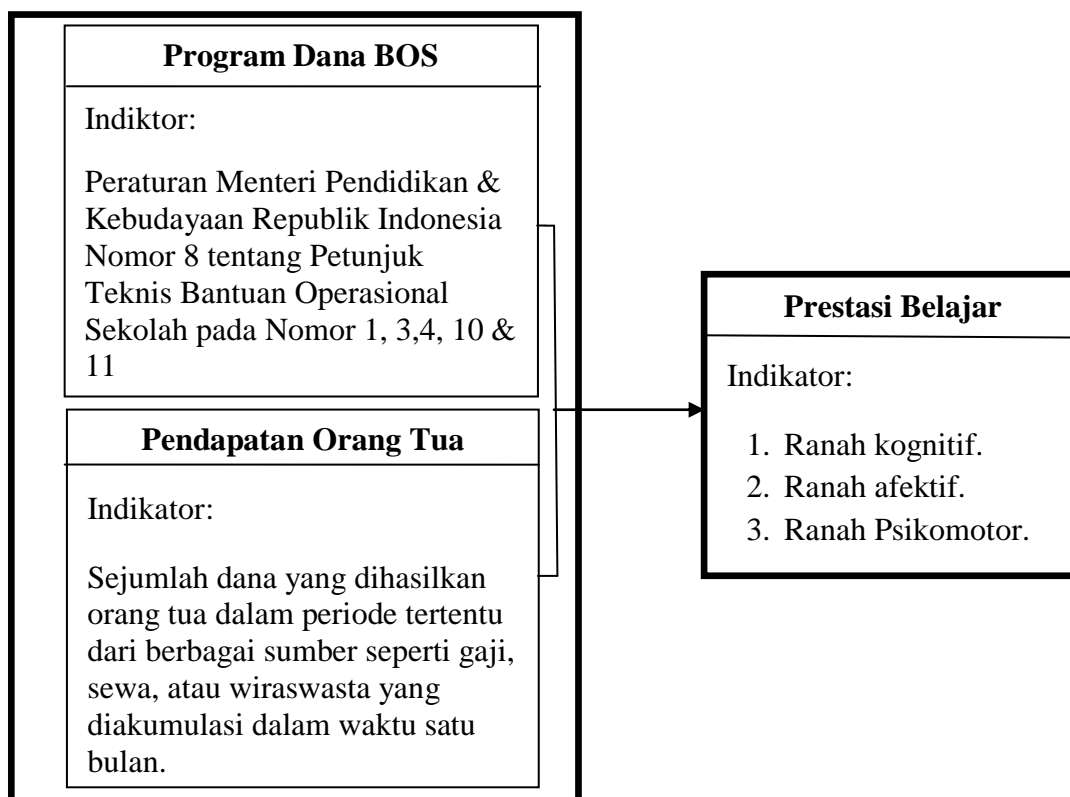 Program Dana BOS
Indiktor:
Peraturan Menteri Pendidikan &
Kebudayaan Republik Indonesia
Nomor 8 tentang Petunjuk
Teknis Bantuan Operasional
Sekolah pada Nomor 1, 3,4, 10 &
11
Pendapatan Orang Tua
Indikator:
Sejumlah dana yang dihasilkan
orang tua dalam periode tertentu
dari berbagai sumber seperti gaji,
sewa, atau wiraswasta yang
diakumulasi dalam waktu satu
bulan.
Prestasi Belajar
Indikator:
1. Ranah kognitif.
2. Ranah afektif.
3. Ranah Psikomotor.